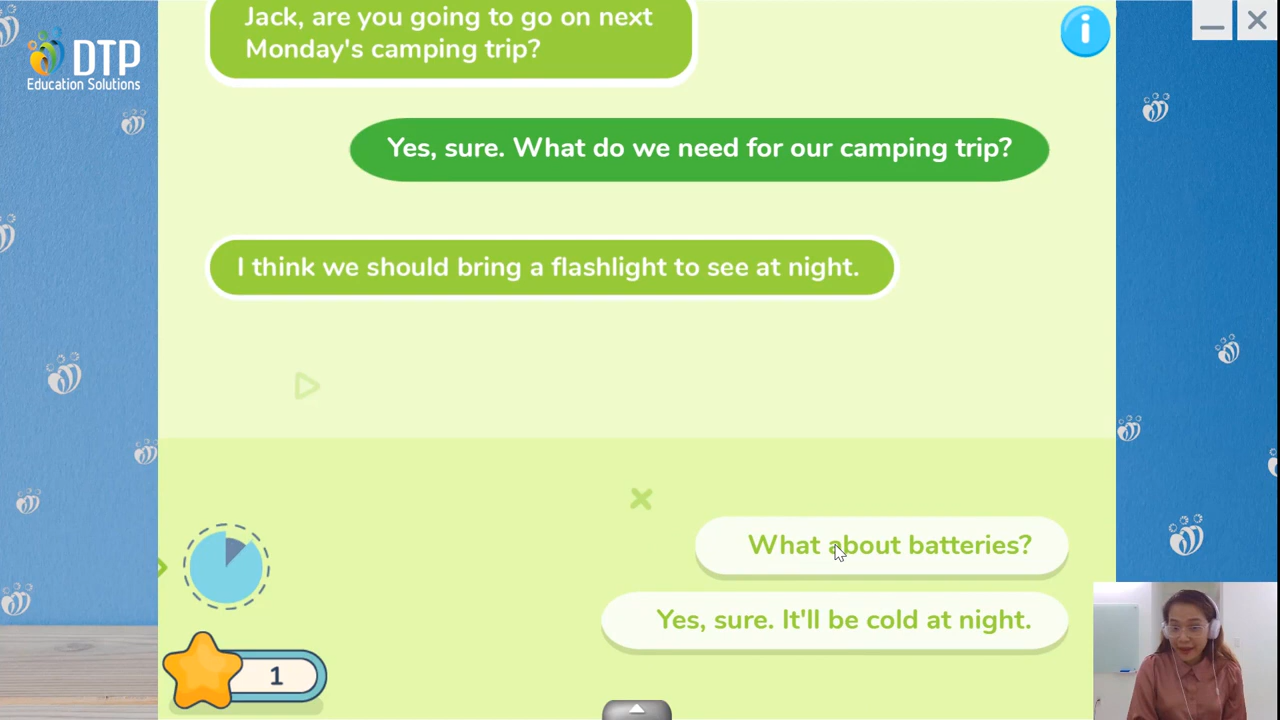 Jack, are you going to go on next
Monday's camping trip?
DTP
Education Solutions
Yes, sure. What do we need for our camping trip?
I think we should bring a flashlight to see at night.
What about batteries?
Yes, sure. It'll be cold at night.
1